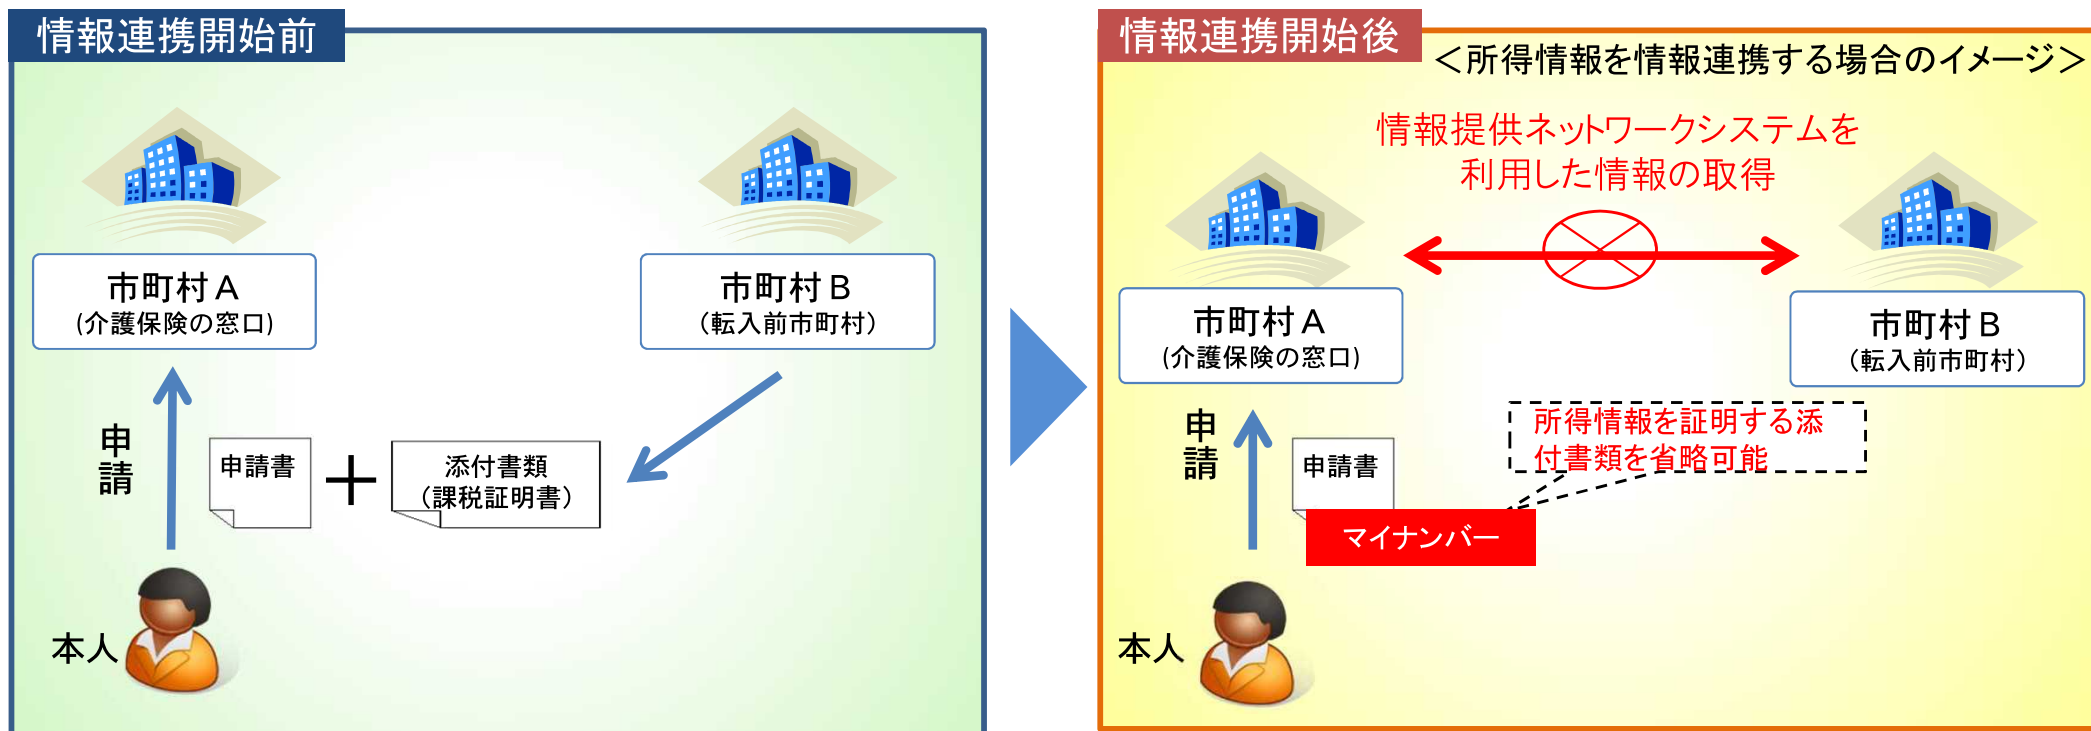 情報連携開始前
市町村A
(介護保険の窓口)
市町村B
（転入前市町村）
申請
申請書
＋
添付書類
（課税証明書）
本人
情報連携開始後
＜所得情報を情報連携する場合のイメージ＞
情報提供ネットワークシステムを
利用した情報の取得
市町村A
(介護保険の窓口)
市町村B
（転入前市町村）
申請
申請書
所得情報を証明する添
付書類を省略可能
マイナンバー
本人